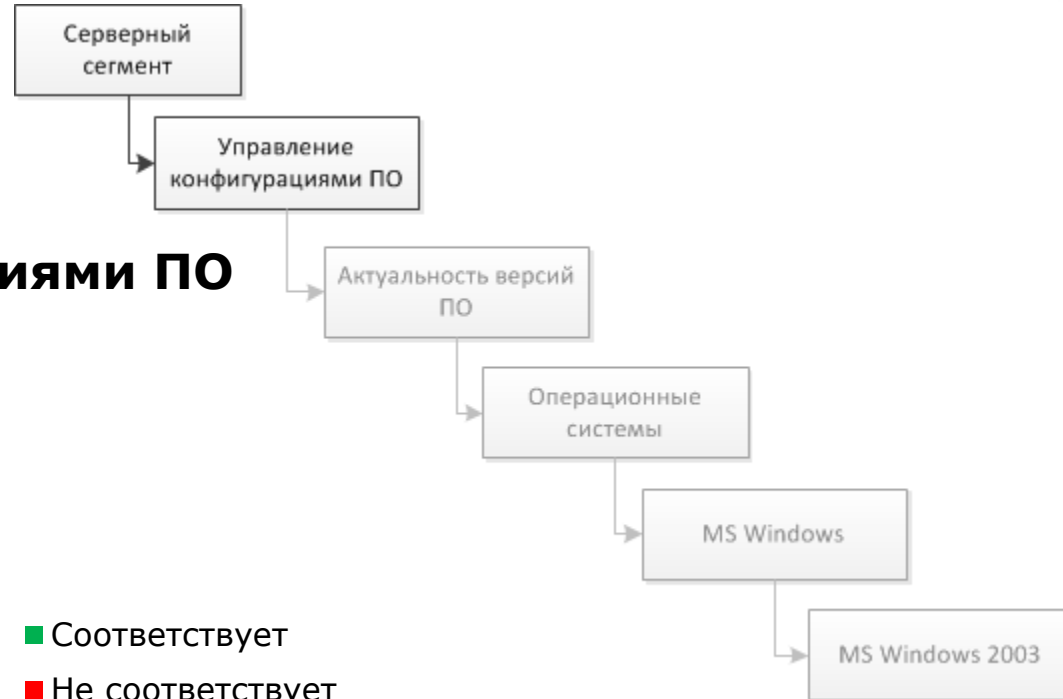 Серверный
сегмент
Управление
конфигурациями ПО
иями ПО
Актуальность версий
ПО
Операционные
системы
MS Windows
Соответствует
MS Windows 2003
Не соответствует